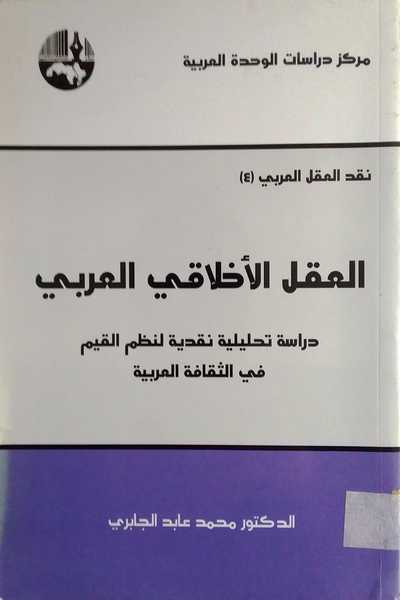 مركز دراسات الوحدة العربية
نقد العقل العربي (٤)
العقل الأخلاقي العربي
دراسة تحليلية نقدية لنظم القيم
في الثقافة العربية
الدكتور محمد عابد الجابري